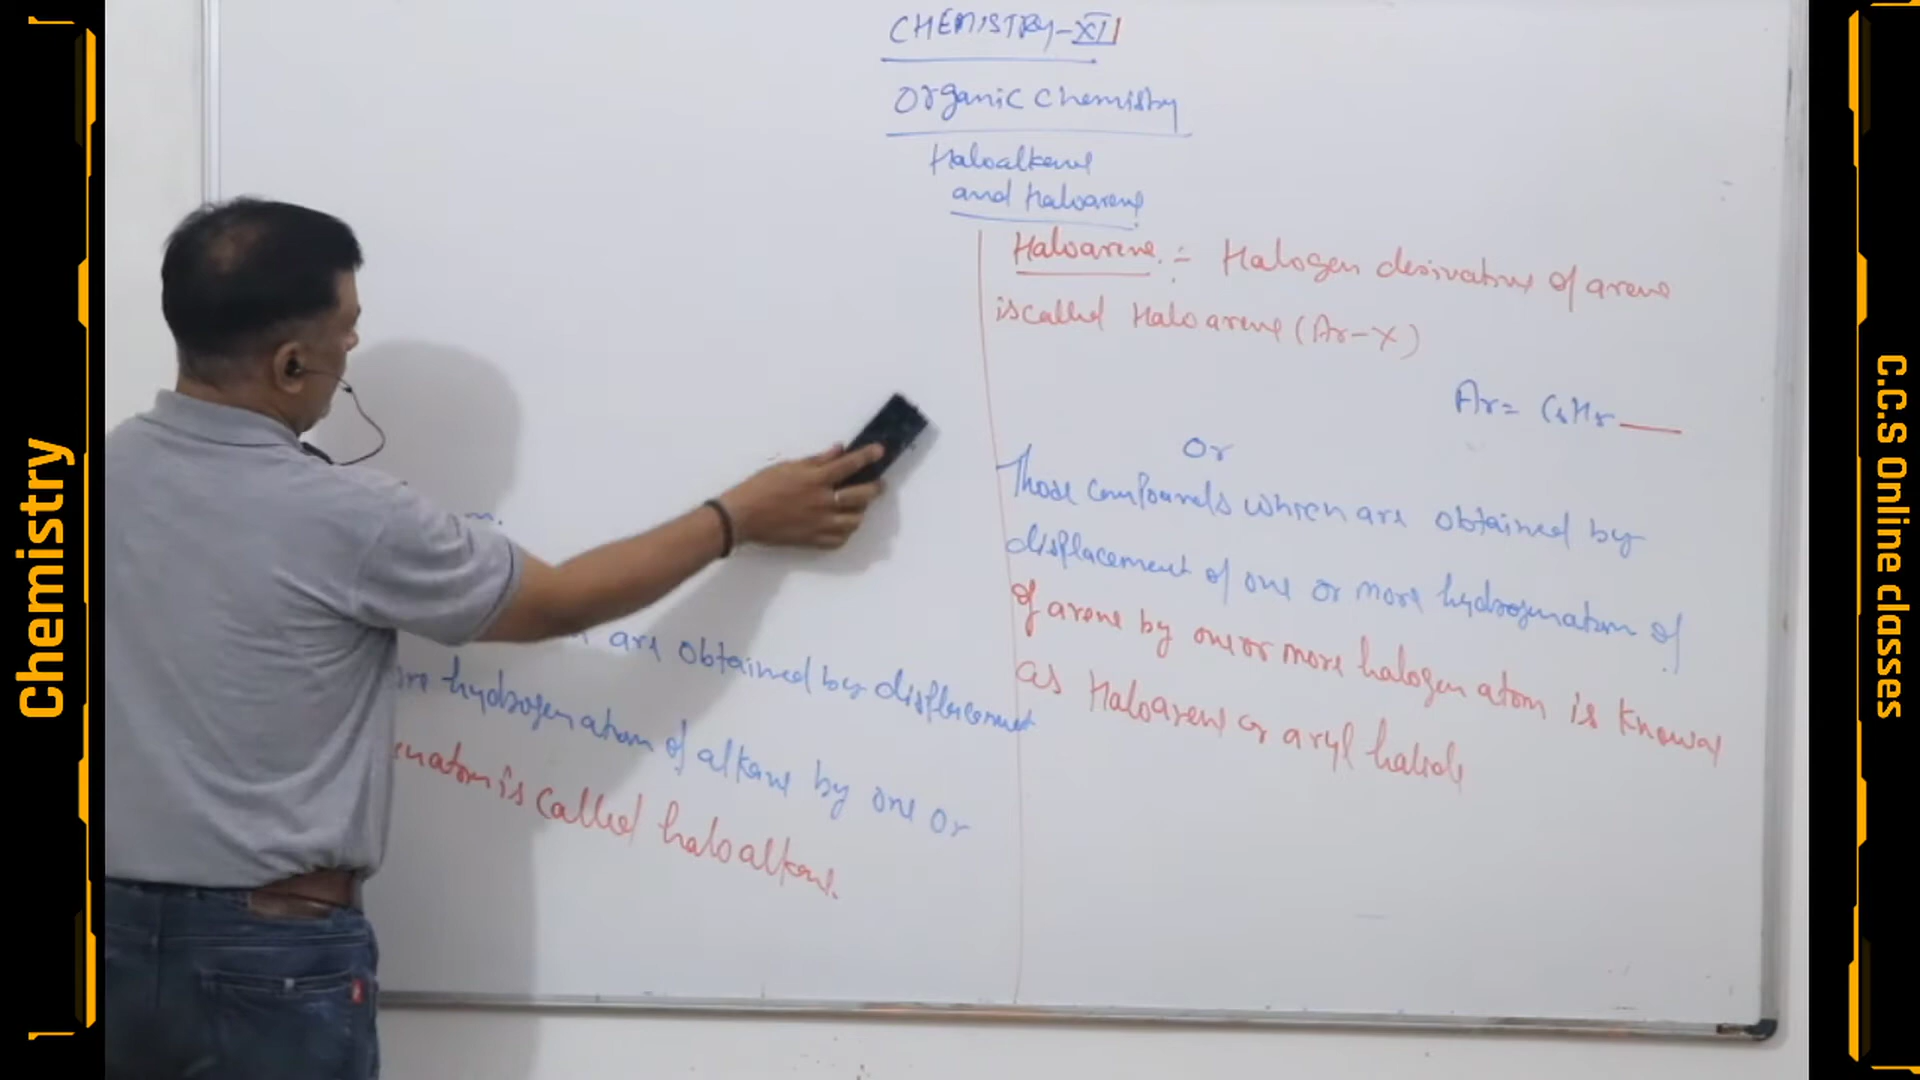 Chemistry
CHEMISTRY-XII
Organic Chemistry
Haloalkane
and Haloarene
Haloarene :- Halogen derivative of arene
is called Haloarene (Ar-X)
Ar = C6H5
Or
Those compounds which are obtained by
displacement of one or more hydrogen atom of
of arene by one or more halogen atom is known
as Haloarene or aryl halide
m.
are obtained by displacement
re hydrogen atom of alkane by one or
n atom is called haloalkane.
C.C.S Online classes